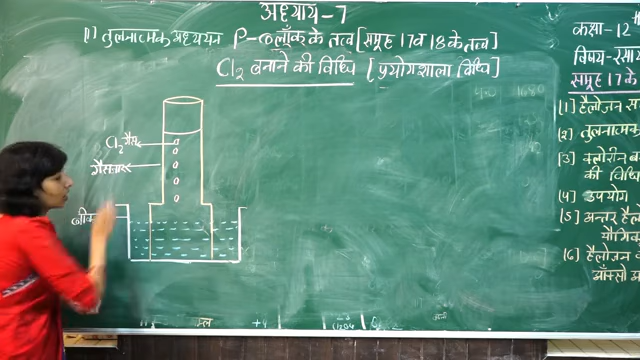 अध्याय-7
[1] तुलनात्मक अध्ययन P-ब्लॉक के तत्व [समूह 17 व 18 के तत्व]
Cl2 बनाने की विधि [प्रयोगशाला विधि]
Cl2 गैस
गैसजार
कक्षा-12
विषय-रसा
समूह 17 के
[1] हैलोजन स
[2] तुलनात्मक
[3] क्लोरीन ब
की विधि
[4] उपयोग
[5] अन्तर हैलो
यौगिक
[6] हैलोजन के
ऑक्सो अ